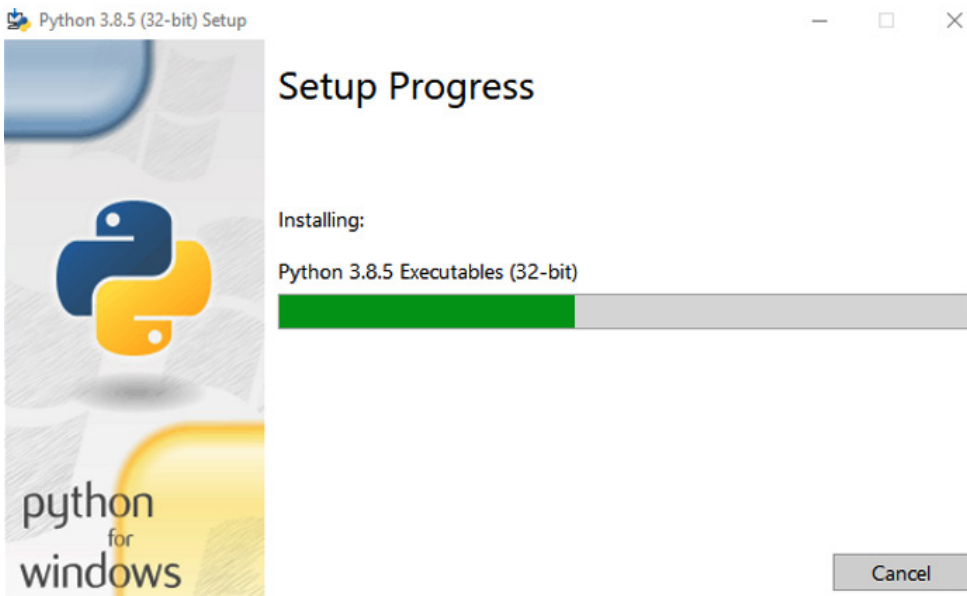 Python 3.8.5 (32-bit) Setup
Setup Progress
Installing:
Python 3.8.5 Executables (32-bit)
python
for
windows
Cancel